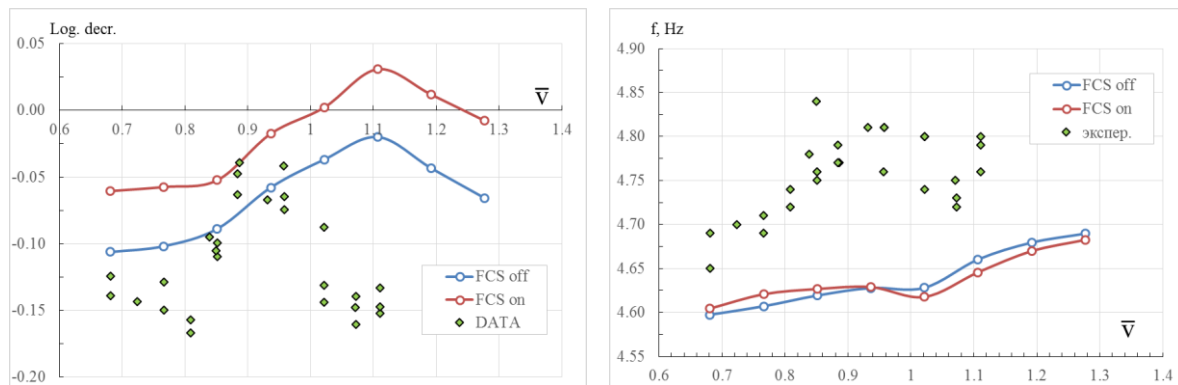 Log. decr.
0.05
0.00
-0.05
-0.10
-0.15
-0.20
0.6 0.7 0.8 0.9 1 1.1 1.2 1.3 1.4
V̅
FCS off
FCS on
DATA
f, Hz
4.90
4.85
4.80
4.75
4.70
4.65
4.60
4.55
0.6 0.7 0.8 0.9 1 1.1 1.2 1.3 1.4
V̅
FCS off
FCS on
экспер.